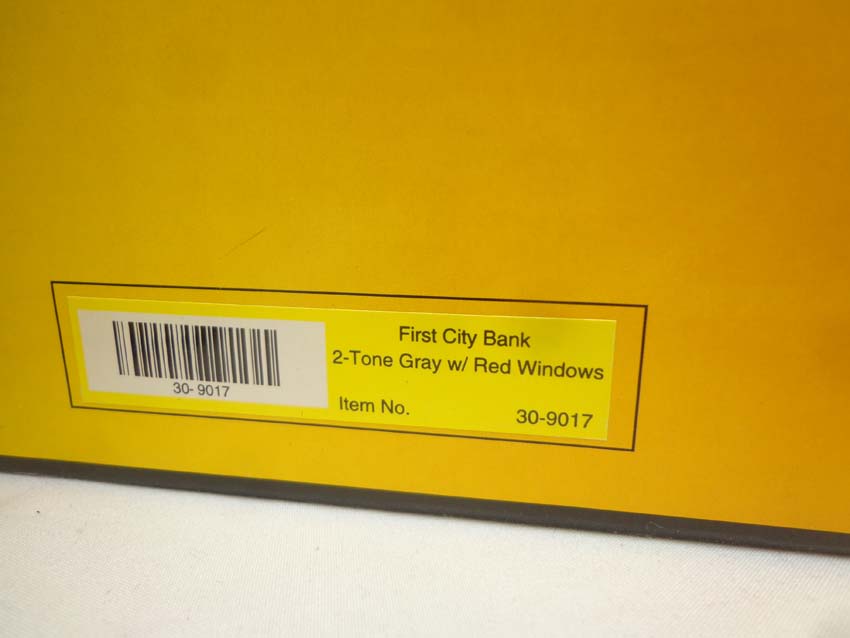 First City Bank
2-Tone Gray w/ Red Windows
30- 9017
Item No. 30-9017